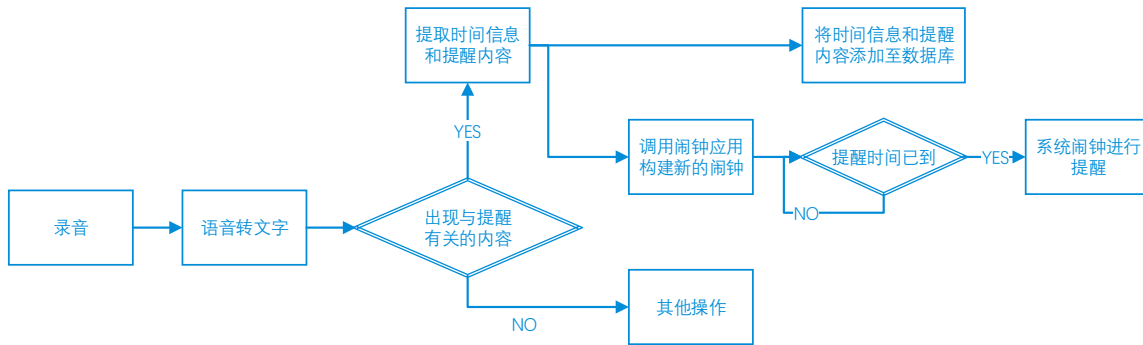 提取时间信息
和提醒内容
将时间信息和提醒
内容添加至数据库
YES
调用闹钟应用
构建新的闹钟
提醒时间已到
YES
系统闹钟进行
提醒
NO
录音
语音转文字
出现与提醒
有关的内容
NO
其他操作